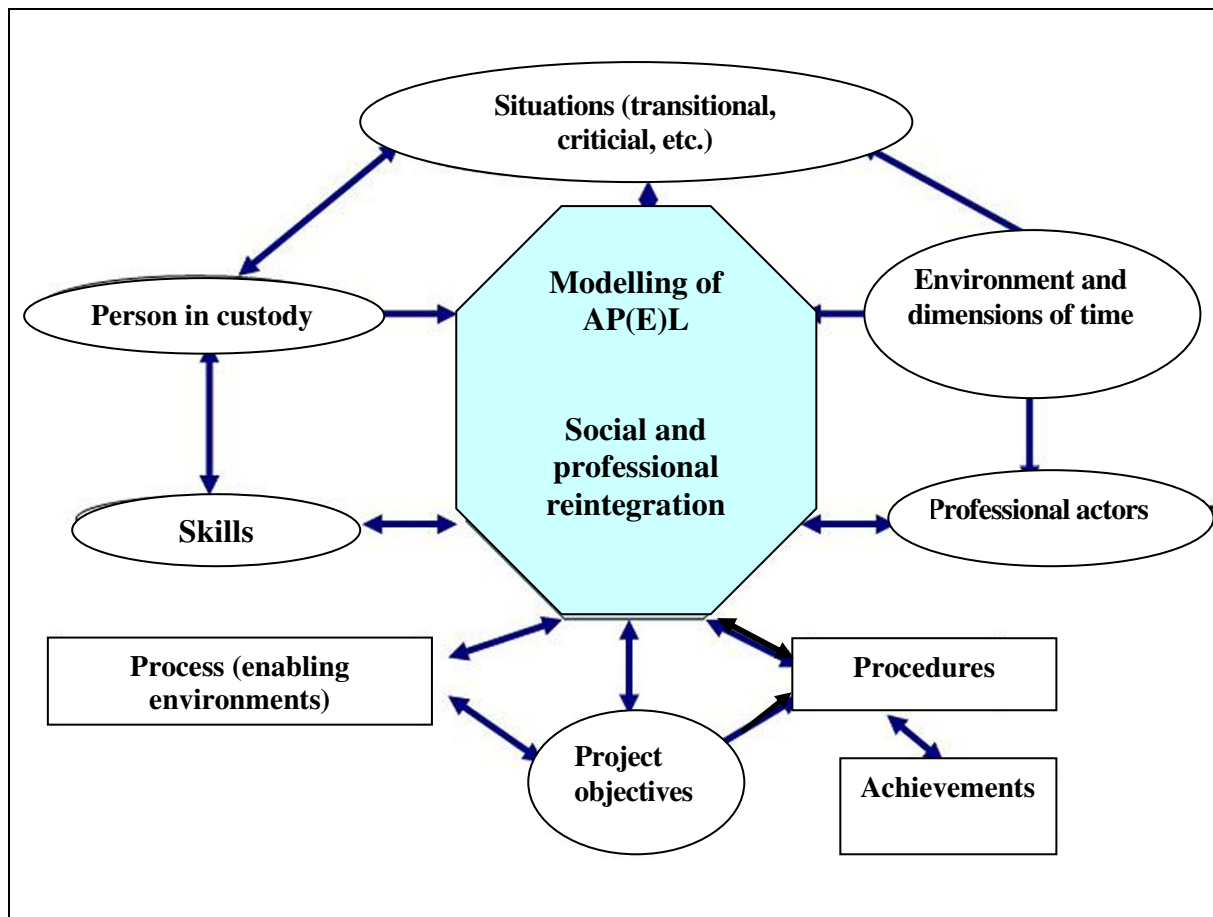 Situations (transitional,
criticial, etc.)
Modelling of
AP(E)L
Environment and
dimensions of time
Person in custody
Social and
professional
reintegration
Professional actors
Skills
Process (enabling
environments)
Procedures
Project
objectives
Achievements